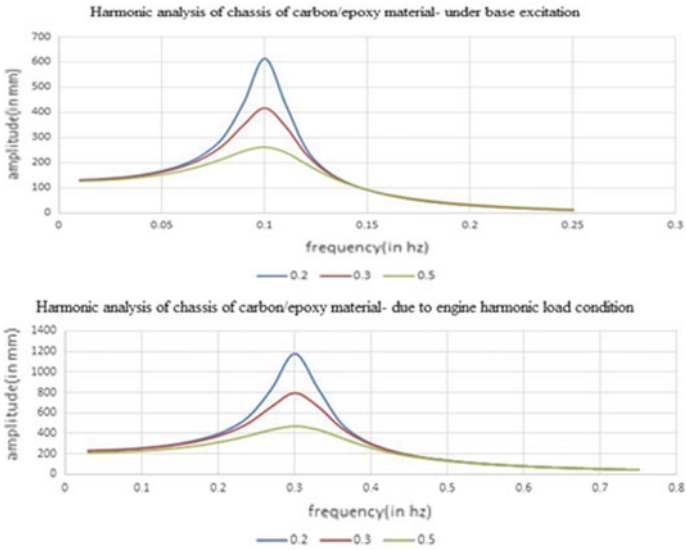 Harmonic analysis of chassis of carbon/epoxy material- under base excitation
amplitude(in mm)
700
600
500
400
300
200
100
0
0 0.05 0.1 0.15 0.2 0.25 0.3
frequency(in hz)
0.2 0.3 0.5
Harmonic analysis of chassis of carbon/epoxy material- due to engine harmonic load condition
amplitude(in mm)
1400
1200
1000
800
600
400
200
0
0 0.1 0.2 0.3 0.4 0.5 0.6 0.7 0.8
frequency(in hz)
0.2 0.3 0.5